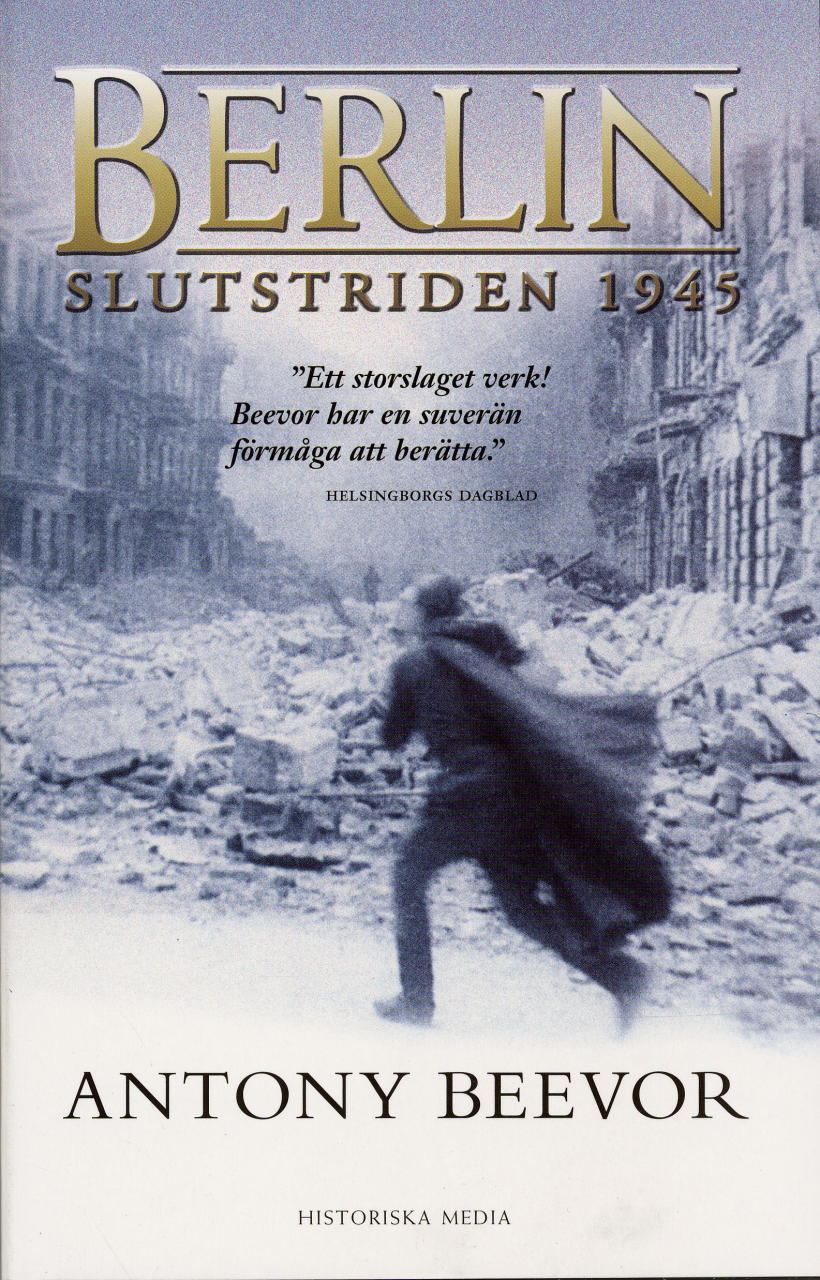 BERLIN
SLUTSTRIDEN 1945
”Ett storslaget verk!
Beevor har en suverän
förmåga att berätta.”
HELSINGBORGS DAGBLAD
ANTONY BEEVOR
HISTORISKA MEDIA